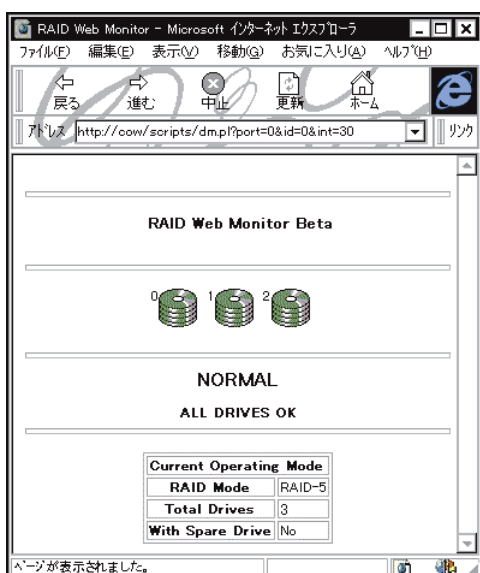 RAID Web Monitor - Microsoft インターネット エクスプローラ
ファイル(F) 編集(E) 表示(V) 移動(G) お気に入り(A) ヘルプ(H)
戻る 進む 中止 更新 ホーム
アドレス http://cow/scripts/dm.pl?port=0&id=0&int=30 リンク
RAID Web Monitor Beta
0 1 2
NORMAL
ALL DRIVES OK
Current Operating Mode
RAID Mode RAID-5
Total Drives 3
With Spare Drive No
ページが表示されました。